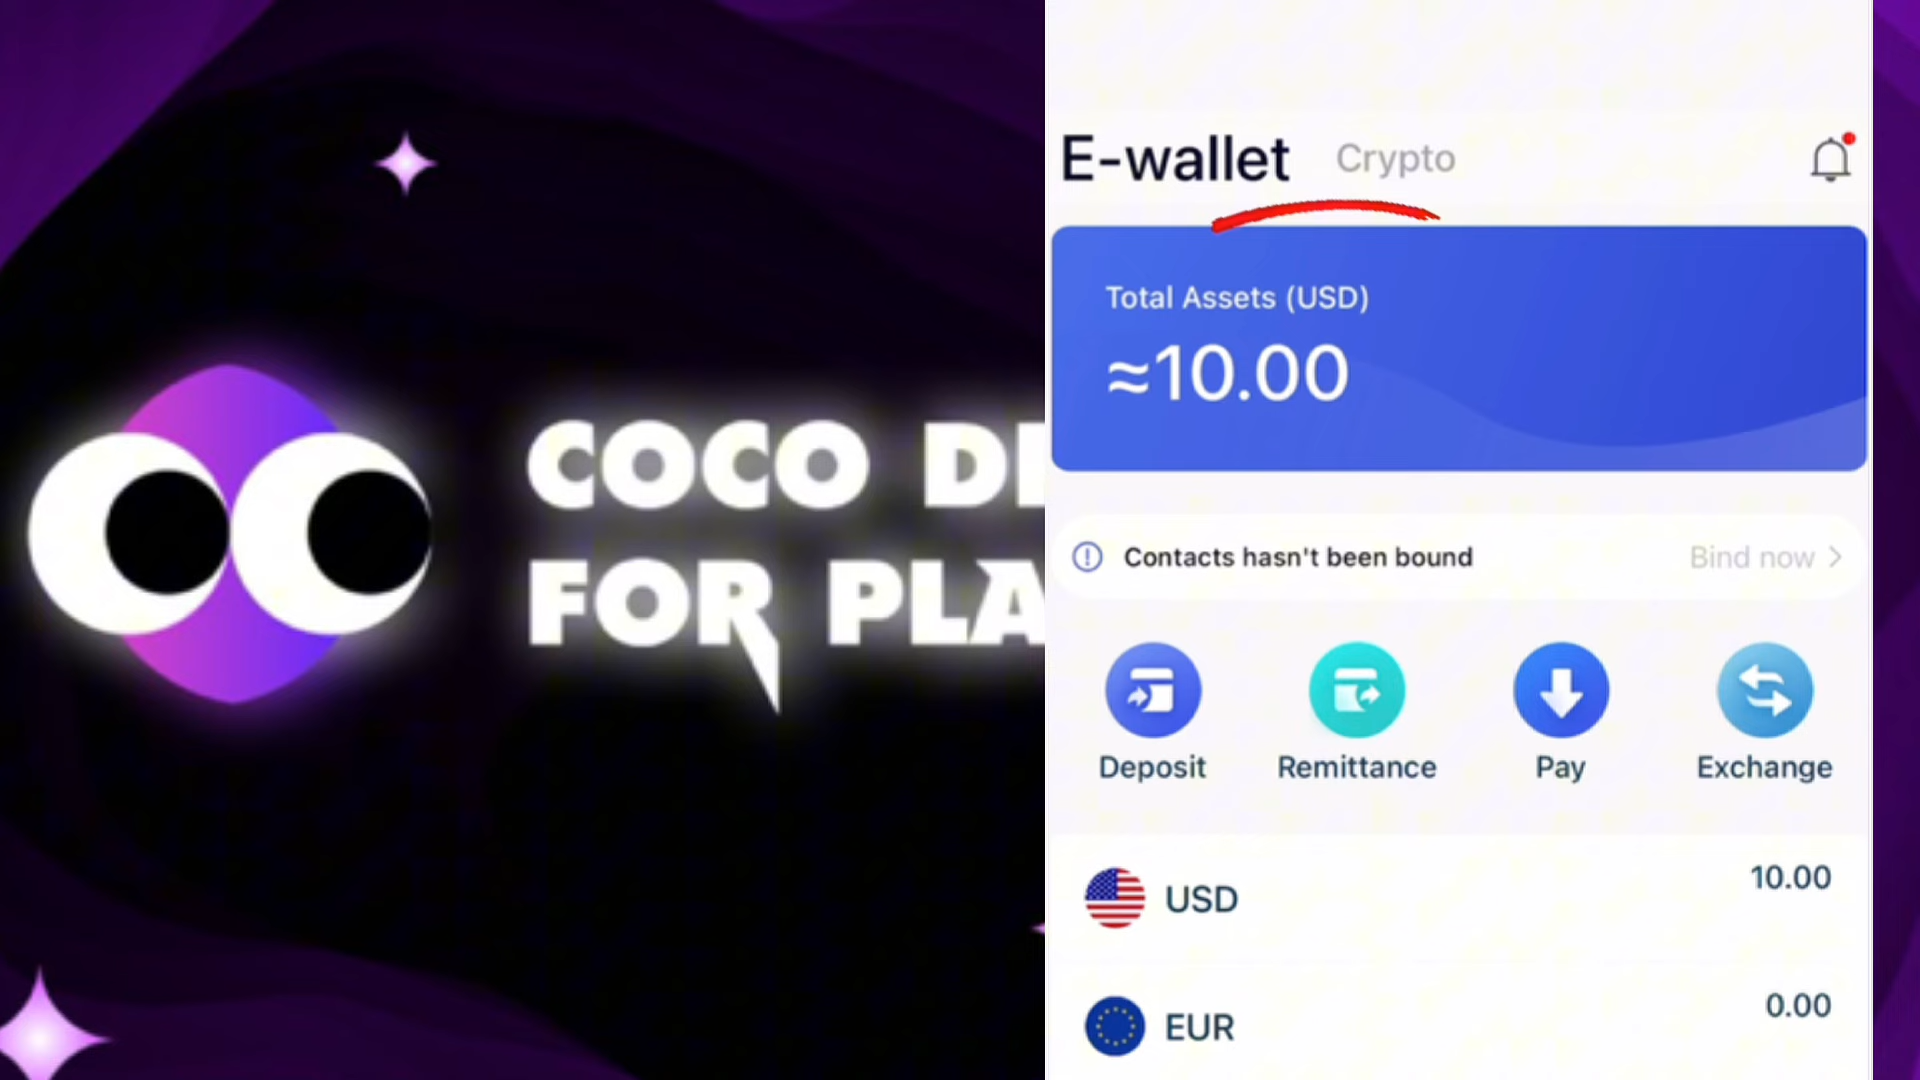 COCO
FOR
E-wallet Crypto
Total Assets (USD)
≈10.00
Contacts hasn't been bound Bind now >
Deposit Remittance Pay Exchange
USD 10.00
EUR 0.00